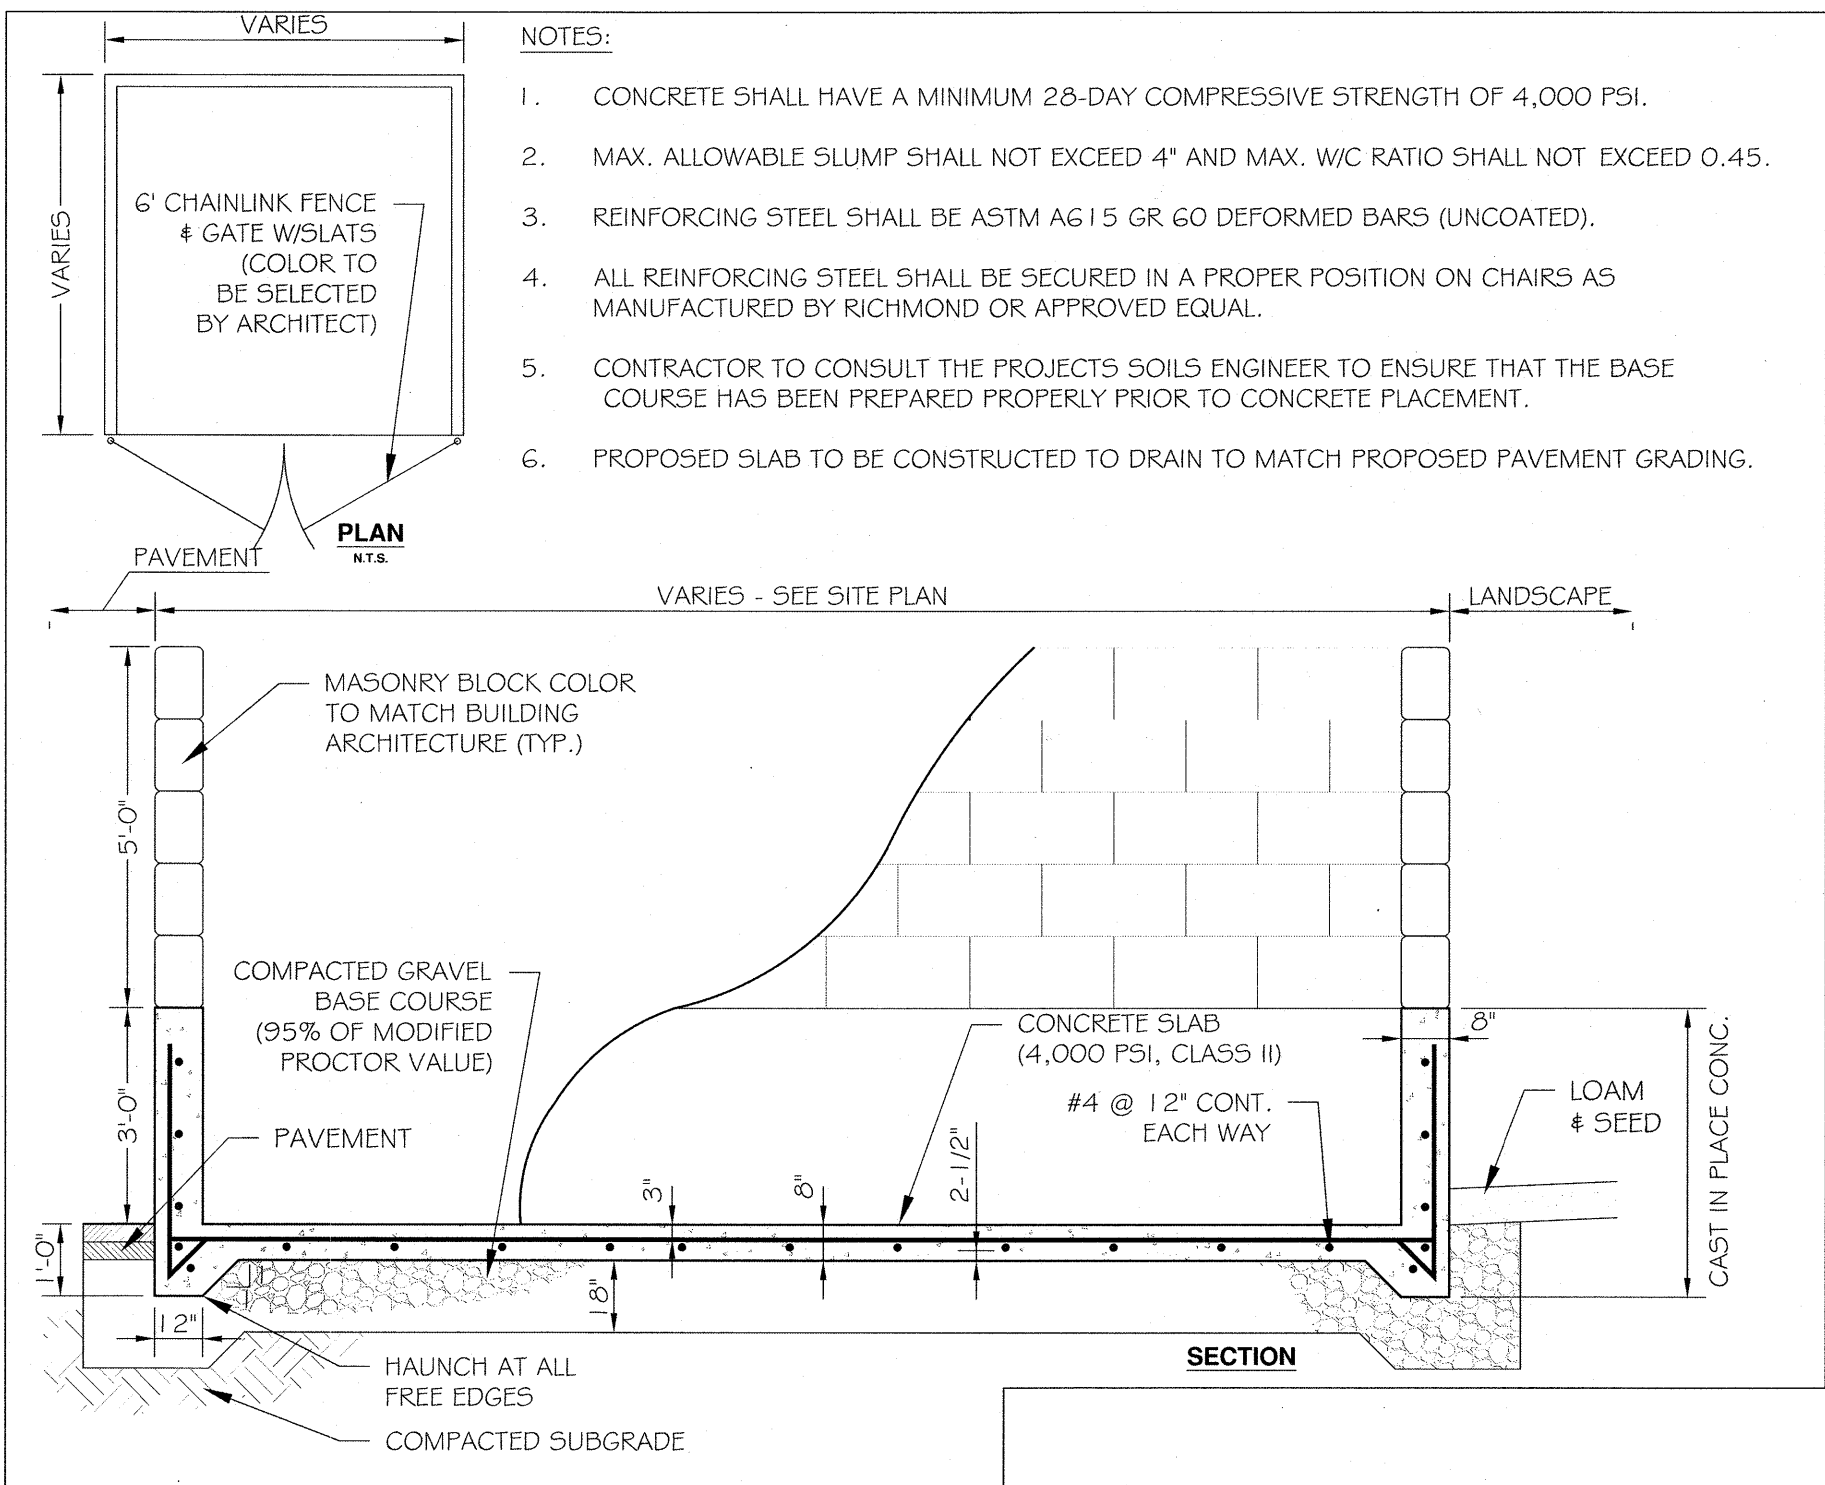 VARIES
VARIES
6' CHAINLINK FENCE
& GATE W/SLATS
(COLOR TO
BE SELECTED
BY ARCHITECT)
PLAN
N.T.S.
NOTES:
1. CONCRETE SHALL HAVE A MINIMUM 28-DAY COMPRESSIVE STRENGTH OF 4,000 PSI.
2. MAX. ALLOWABLE SLUMP SHALL NOT EXCEED 4" AND MAX. W/C RATIO SHALL NOT EXCEED 0.45.
3. REINFORCING STEEL SHALL BE ASTM A615 GR 60 DEFORMED BARS (UNCOATED).
4. ALL REINFORCING STEEL SHALL BE SECURED IN A PROPER POSITION ON CHAIRS AS
MANUFACTURED BY RICHMOND OR APPROVED EQUAL.
5. CONTRACTOR TO CONSULT THE PROJECTS SOILS ENGINEER TO ENSURE THAT THE BASE
COURSE HAS BEEN PREPARED PROPERLY PRIOR TO CONCRETE PLACEMENT.
6. PROPOSED SLAB TO BE CONSTRUCTED TO DRAIN TO MATCH PROPOSED PAVEMENT GRADING.
PAVEMENT
VARIES - SEE SITE PLAN
LANDSCAPE
MASONRY BLOCK COLOR
TO MATCH BUILDING
ARCHITECTURE (TYP.)
5'-0"
COMPACTED GRAVEL
BASE COURSE
(95% OF MODIFIED
PROCTOR VALUE)
CONCRETE SLAB
(4,000 PSI, CLASS II)
8"
#4 @ 12" CONT.
EACH WAY
LOAM
& SEED
CAST IN PLACE CONC.
3'-0"
PAVEMENT
3"
8"
2-1/2"
1'-0"
1
1
18"
12"
HAUNCH AT ALL
FREE EDGES
SECTION
COMPACTED SUBGRADE